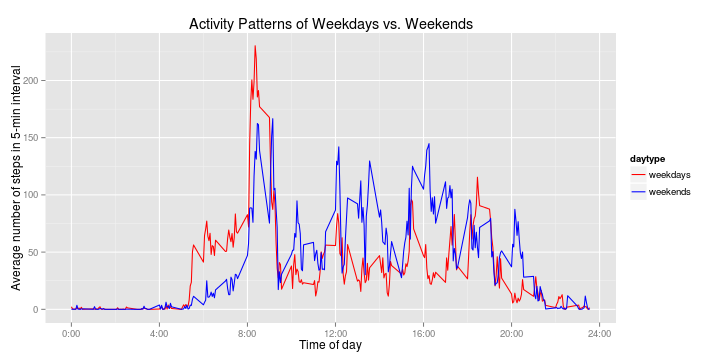 Activity Patterns of Weekdays vs. Weekends
Average number of steps in 5-min interval
200
150
100
50
0
0:00
4:00
8:00
12:00
16:00
20:00
24:00
Time of day
daytype
weekdays
weekends